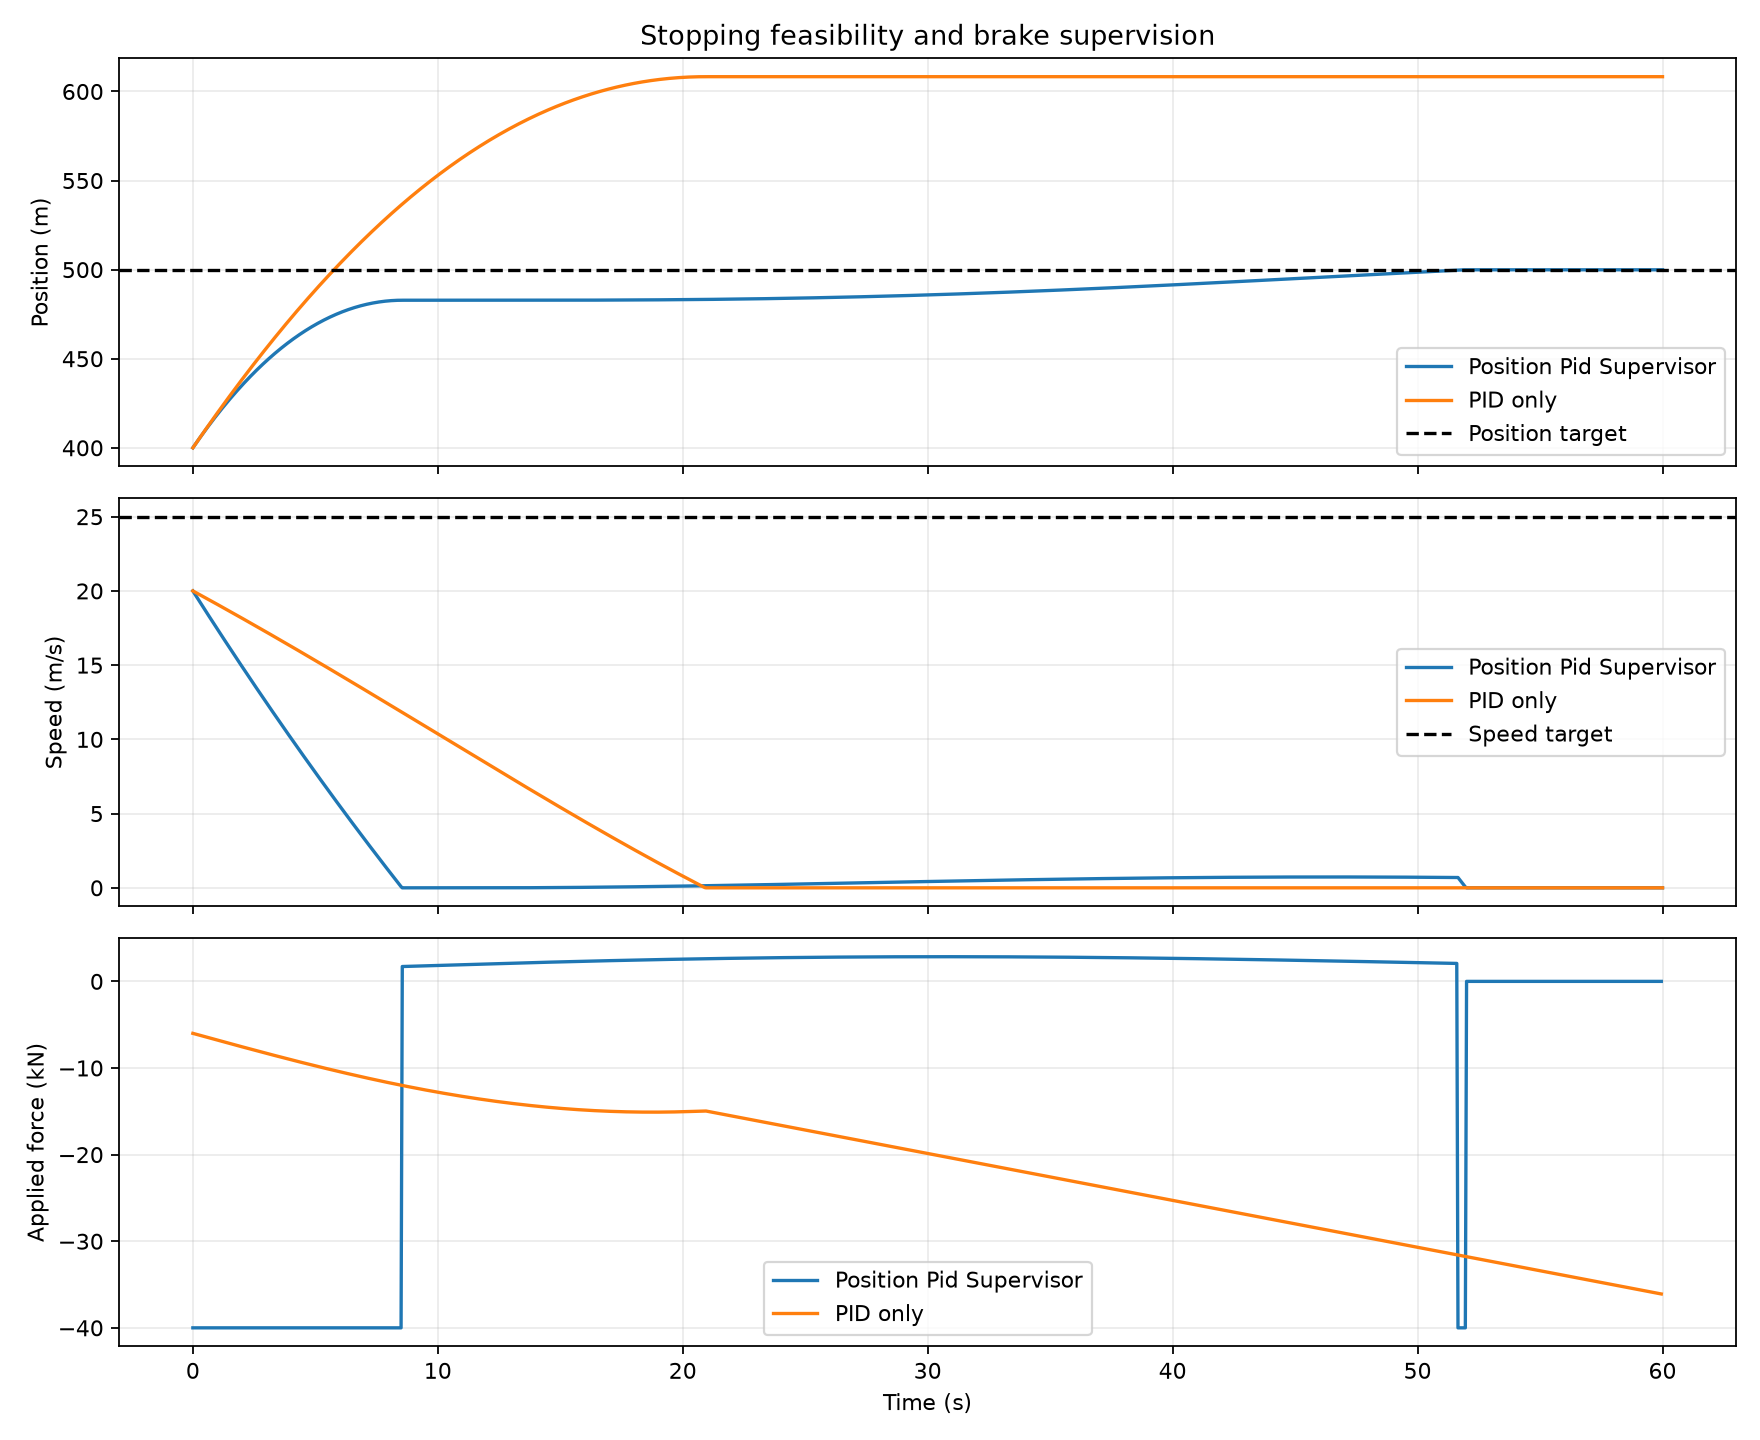 Stopping feasibility and brake supervision
Position (m)
600
550
500
450
400
Position Pid Supervisor
PID only
Position target
Speed (m/s)
25
20
15
10
5
0
Position Pid Supervisor
PID only
Speed target
Applied force (kN)
0
−10
−20
−30
−40
Position Pid Supervisor
PID only
0 10 20 30 40 50 60
Time (s)